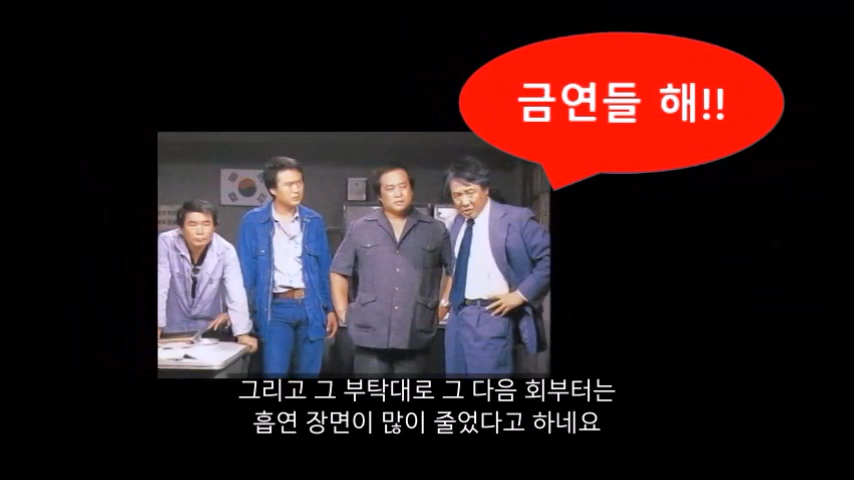 금연들 해!!
그리고 그 부탁대로 그 다음 회부터는
흡연 장면이 많이 줄었다고 하네요